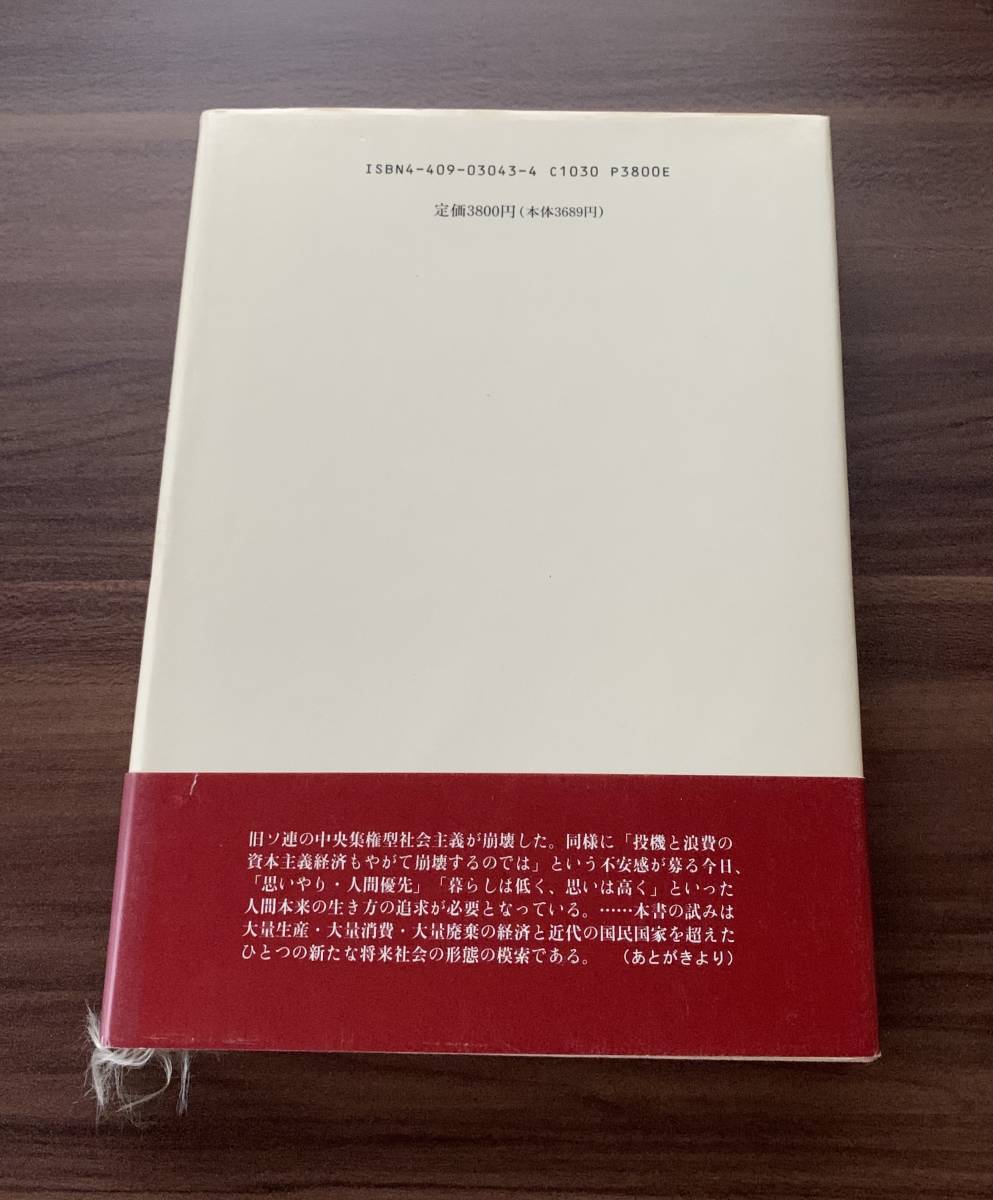 ISBN4-409-03043-4 C1030 P3800E
定価3800円(本体3689円)
旧ソ連の中央集権型社会主義が崩壊した。同様に「投機と浪費の
資本主義経済もやがて崩壊するのでは」という不安感が募る今日、
「思いやり・人間優先」「暮らしは低く、思いは高く」といった
人間本来の生き方の追求が必要となっている。……本書の試みは
大量生産・大量消費・大量廃棄の経済と近代の国民国家を超えた
ひとつの新たな将来社会の形態の模索である。 (あとがきより)